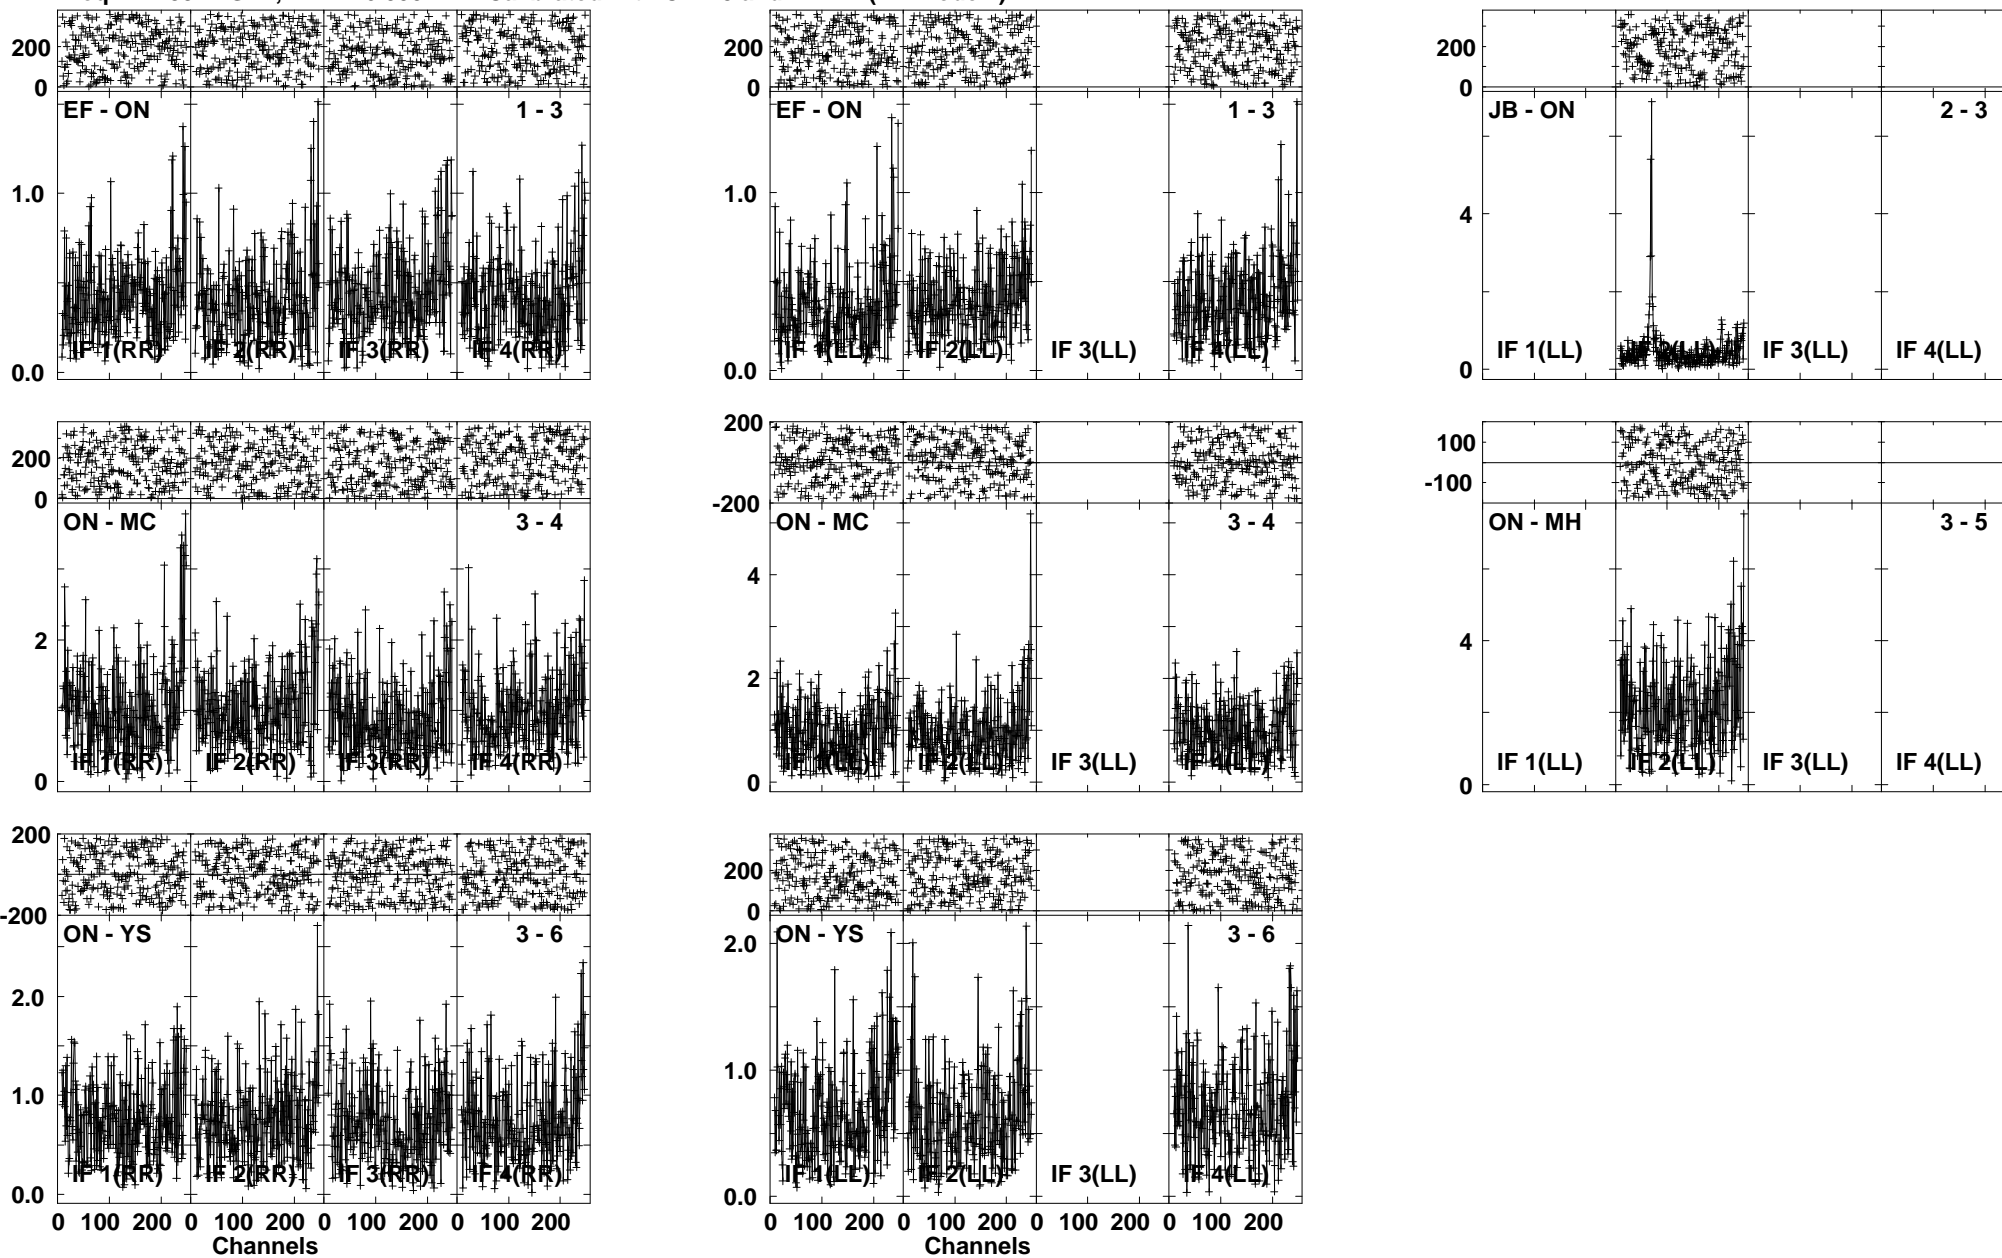 200
0
EF - ON 1 - 3
1.0
0.0
IF 1(RR) IF 2(RR) IF 3(RR) IF 4(RR)
200
0
EF - ON 1 - 3
1.0
0.0
IF 1(LL) IF 2(LL) IF 3(LL) IF 4(LL)
200
0
JB - ON 2 - 3
4
0
IF 1(LL) IF 2(LL) IF 3(LL) IF 4(LL)
200
0
ON - MC 3 - 4
2
0
IF 1(RR) IF 2(RR) IF 3(RR) IF 4(RR)
200
-200
ON - MC 3 - 4
4
2
0
IF 1(LL) IF 2(LL) IF 3(LL) IF 4(LL)
100
-100
ON - MH 3 - 5
4
0
IF 1(LL) IF 2(LL) IF 3(LL) IF 4(LL)
200
-200
ON - YS 3 - 6
2.0
1.0
0.0
IF 1(RR) IF 2(RR) IF 3(RR) IF 4(RR)
0 100 200 0 100 200 0 100 200 0 100 200
Channels
200
0
ON - YS 3 - 6
2.0
1.0
0.0
IF 1(LL) IF 2(LL) IF 3(LL) IF 4(LL)
0 100 200 0 100 200 0 100 200 0 100 200
Channels